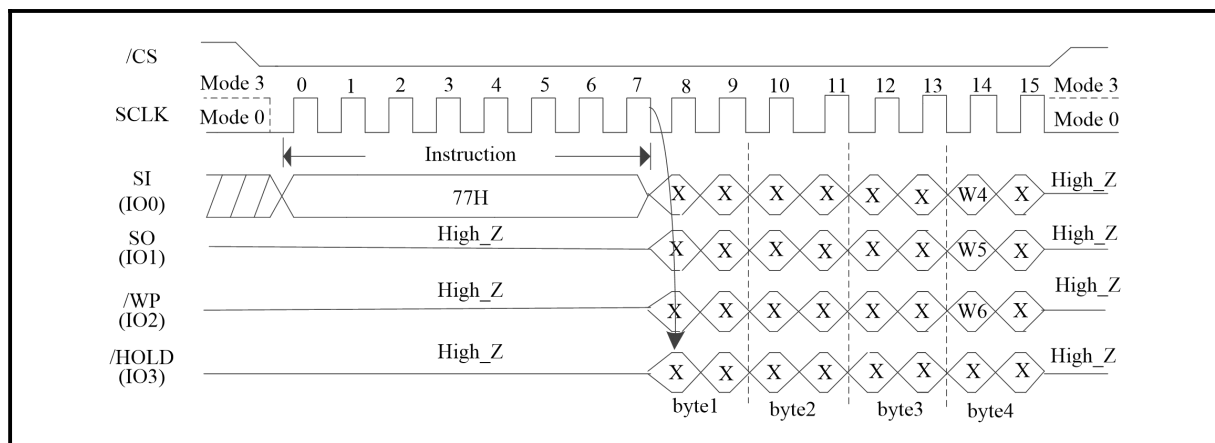 /CS
Mode 3 0 1 2 3 4 5 6 7 8 9 10 11 12 13 14 15 Mode 3
SCLK Mode 0 Mode 0
Instruction
SI
(IO0) 77H X X X X X X W4 X High_Z
SO
(IO1) High_Z X X X X X X W5 X High_Z
/WP
(IO2) High_Z X X X X X X W6 X High_Z
/HOLD
(IO3) High_Z X X X X X X X X High_Z
byte1 byte2 byte3 byte4